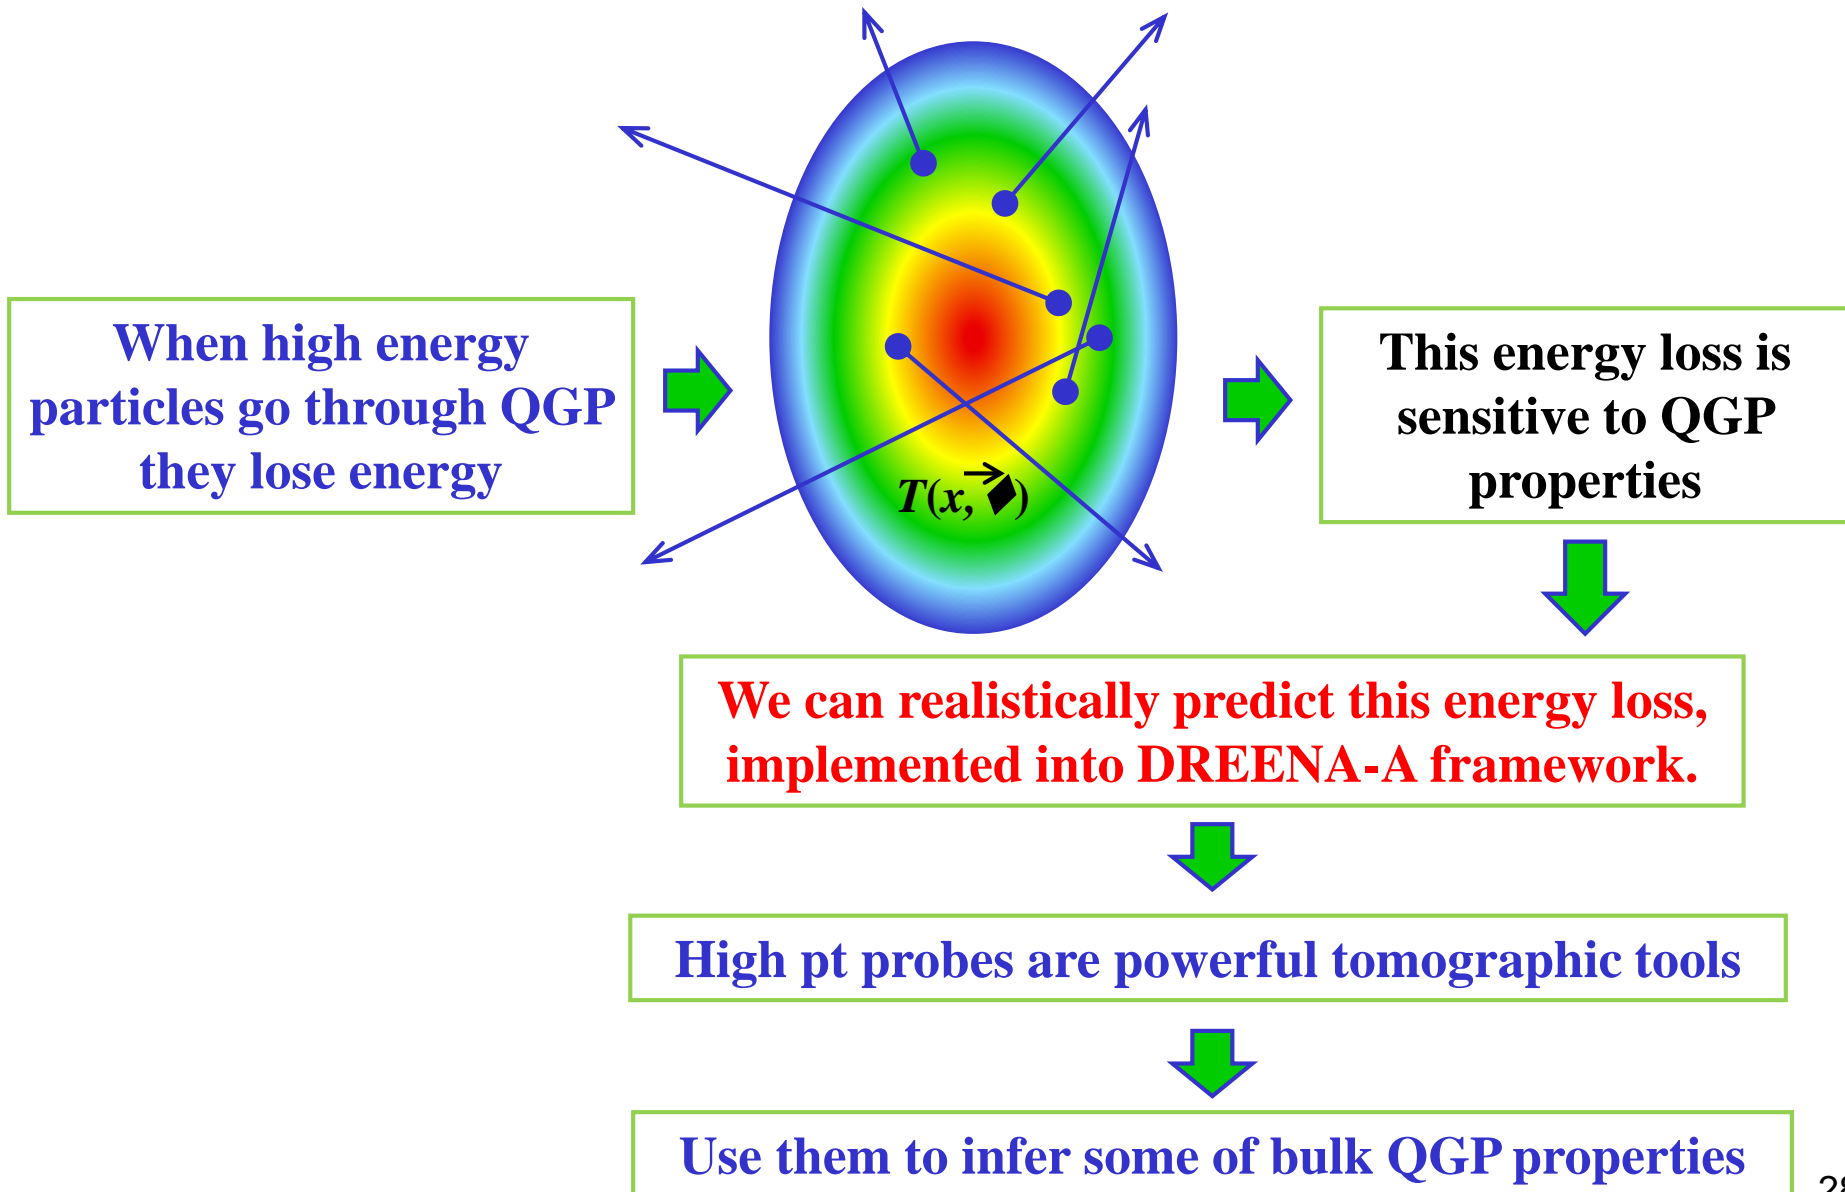 When high energy
particles go through QGP
they lose energy
T(x, )
This energy loss is
sensitive to QGP
properties
We can realistically predict this energy loss,
implemented into DREENA-A framework.
High pt probes are powerful tomographic tools
Use them to infer some of bulk QGP properties